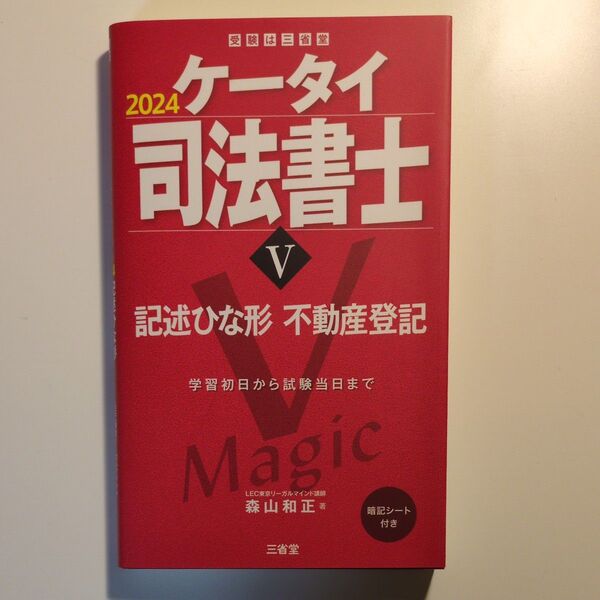 受験は三省堂
2024 ケータイ
司法書士
V
記述ひな形 不動産登記
学習初日から試験当日まで
V
Magic
LEC東京リーガルマインド講師
森山和正 著
暗記シート
付き
三省堂